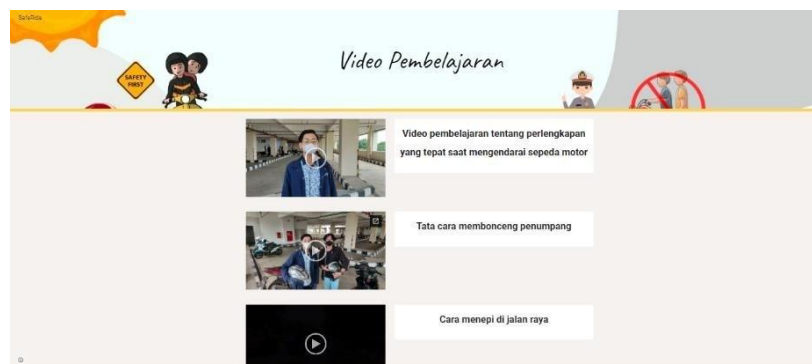 SafeRide
Video Pembelajaran
SAFETY
FIRST
Video pembelajaran tentang perlengkapan
yang tepat saat mengendarai sepeda motor
Tata cara membonceng penumpang
Cara menepi di jalan raya